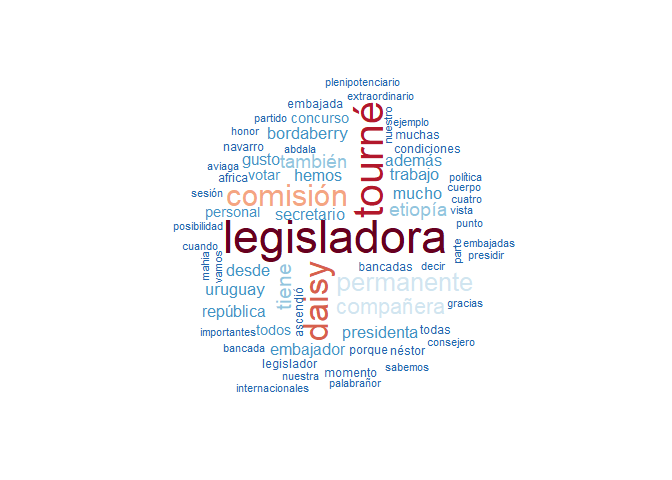 plenipotenciario
extraordinario
embajada
partido
concurso
tourné
nuestro
ejemplo
honor
bordaberry
muchas
navarro
abdala
condiciones
gusto
también
además
aviaga
africa
votar
hemos
trabajo
política
sesión
comisión
mucho
cuerpo
cuatro
personal
secretario
etiopía
vista
posibilidad
legisladora
punto
cuando
mahia
vamos
desde
tiene
ascendió
daisy
bancadas
decir
parte
embajadas
presidir
uruguay
permanente
república
compañera
gracias
importantes
todos
presidenta
todas
bancada
embajador
porque
néstor
consejero
legislador
momento
sabemos
nuestra
palabrañor
internacionales